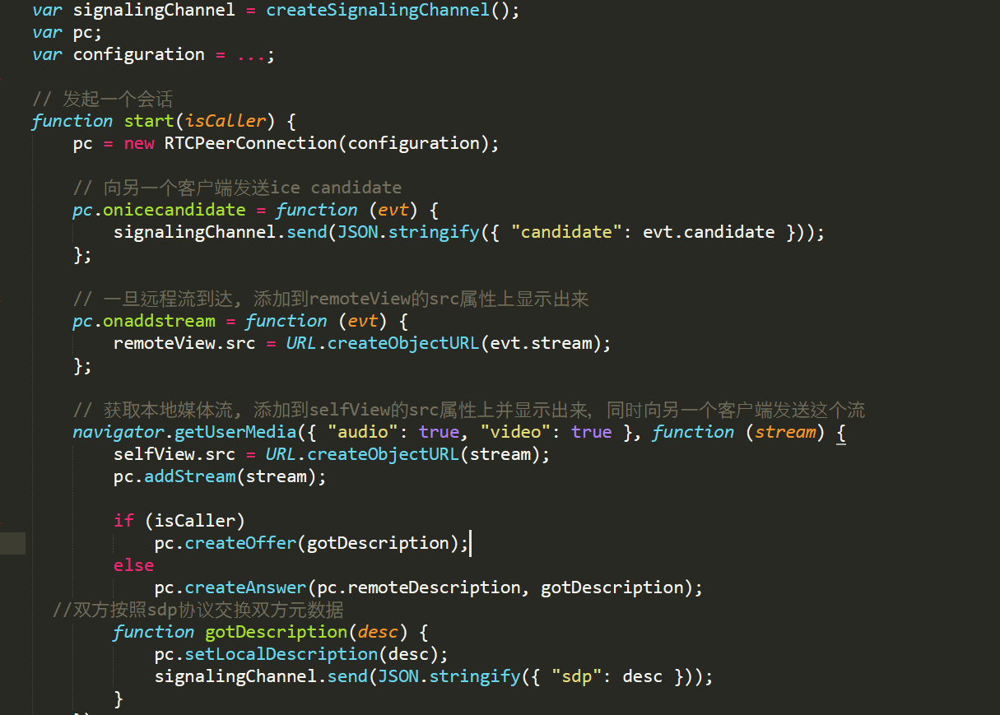 var signalingChannel = createSignalingChannel();
var pc;
var configuration = ...;
// 发起一个会话
function start(isCaller) {
pc = new RTCPeerConnection(configuration);
// 向另一个客户端发送ice candidate
pc.onicecandidate = function (evt) {
signalingChannel.send(JSON.stringify({ "candidate": evt.candidate }));
};
// 一旦远程流到达, 添加到remoteView的src属性上显示出来
pc.onaddstream = function (evt) {
remoteView.src = URL.createObjectURL(evt.stream);
};
// 获取本地媒体流, 添加到selfView的src属性上并显示出来, 同时向另一个客户端发送这个流
navigator.getUserMedia({ "audio": true, "video": true }, function (stream) {
selfView.src = URL.createObjectURL(stream);
pc.addStream(stream);
if (isCaller)
pc.createOffer(gotDescription);
else
pc.createAnswer(pc.remoteDescription, gotDescription);
//双方按照sdp协议交换双方元数据
function gotDescription(desc) {
pc.setLocalDescription(desc);
signalingChannel.send(JSON.stringify({ "sdp": desc }));
}